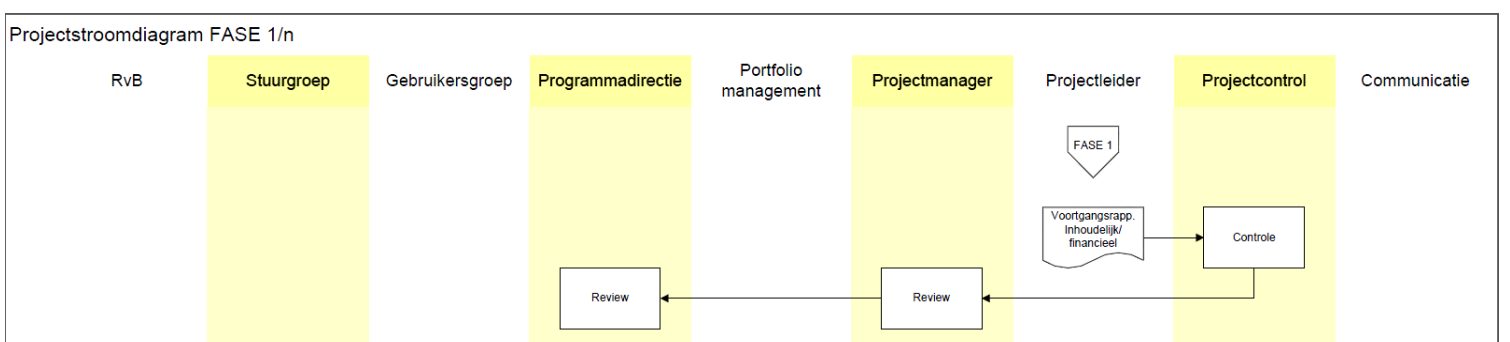 Projectstroomdiagram FASE 1/n
RvB
Stuurgroep
Gebruikersgroep
Programmadirectie
Portfolio
management
Projectmanager
Projectleider
Projectcontrol
Communicatie
FASE 1
Voortgangsrapp.
Inhoudelijk/
financieel
Controle
Review
Review